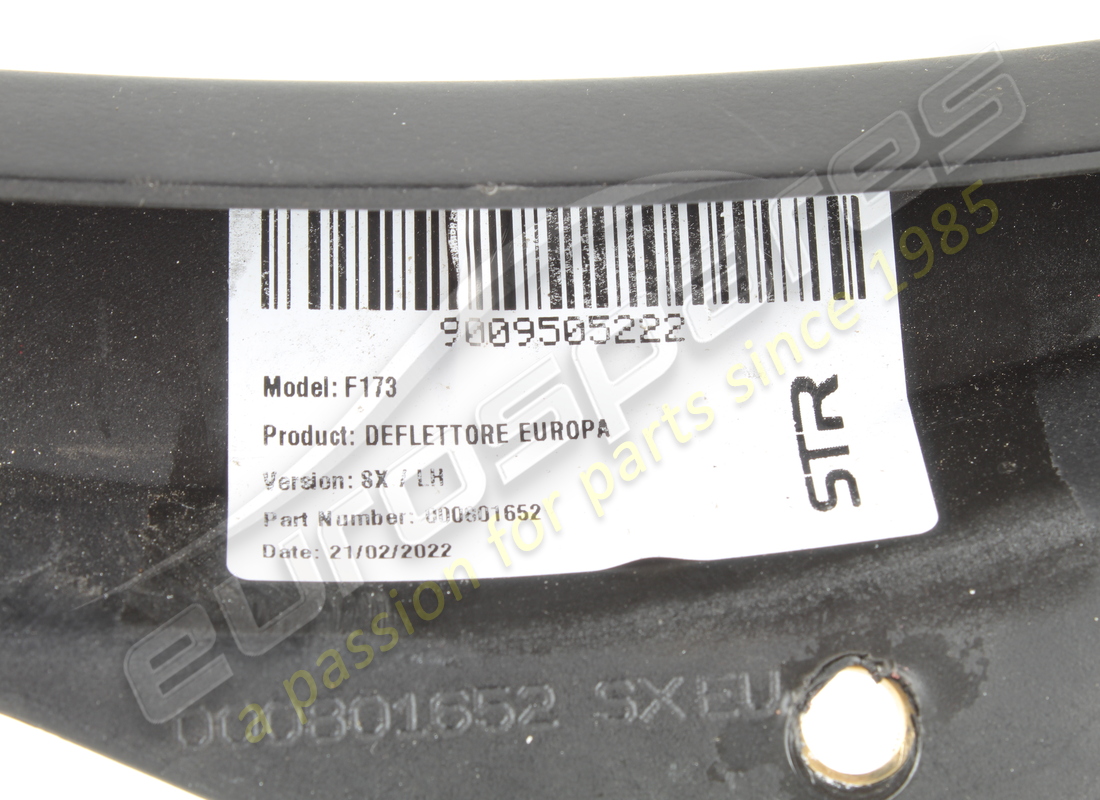 9009505222
Model: F173
Product: DEFLETTORE EUROPA
Version: SX / LH
Part Number: 000801652
Date: 21/02/2022
STR
000801652 SX EU
eurospares
a passion for parts since 1985